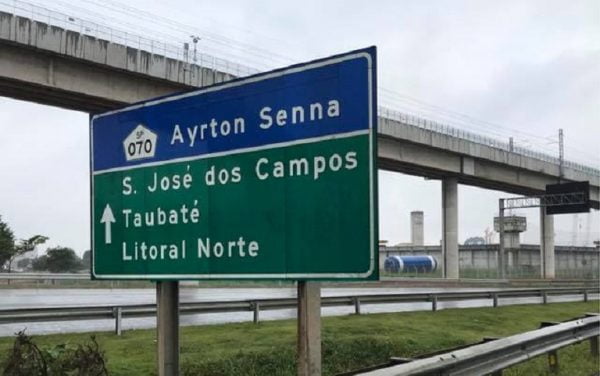 SP
070
Ayrton Senna
S. José dos Campos
Taubaté
Litoral Norte